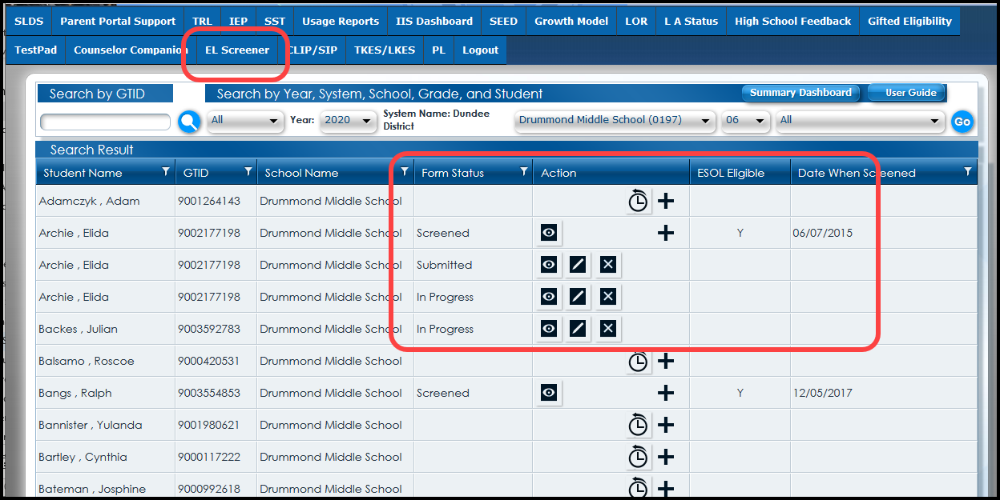 SLDS Parent Portal Support TRL IEP SST Usage Reports IIS Dashboard SEED Growth Model LOR L A Status High School Feedback Gifted Eligibility
TestPad Counselor Companion EL Screener CLIP/SIP TKES/LKES PL Logout
Search by GTID Search by Year, System, School, Grade, and Student Summary Dashboard User Guide
All Year: 2020 System Name: Dundee District Drummond Middle School (0197) 06 All Go
Search Result
Student Name GTID School Name Form Status Action ESOL Eligible Date When Screened
Adamczyk , Adam 9001264143 Drummond Middle School
Archie , Elida 9002177198 Drummond Middle School Screened Y 06/07/2015
Archie , Elida 9002177198 Drummond Middle School Submitted
Archie , Elida 9002177198 Drummond Middle School In Progress
Backes , Julian 9003592783 Drummond Middle School In Progress
Balsamo , Roscoe 9000420531 Drummond Middle School
Bangs , Ralph 9003554853 Drummond Middle School Screened Y 12/05/2017
Bannister , Yulanda 9001980621 Drummond Middle School
Bartley , Cynthia 9000117222 Drummond Middle School
Bateman , Josphine 9000992618 Drummond Middle School